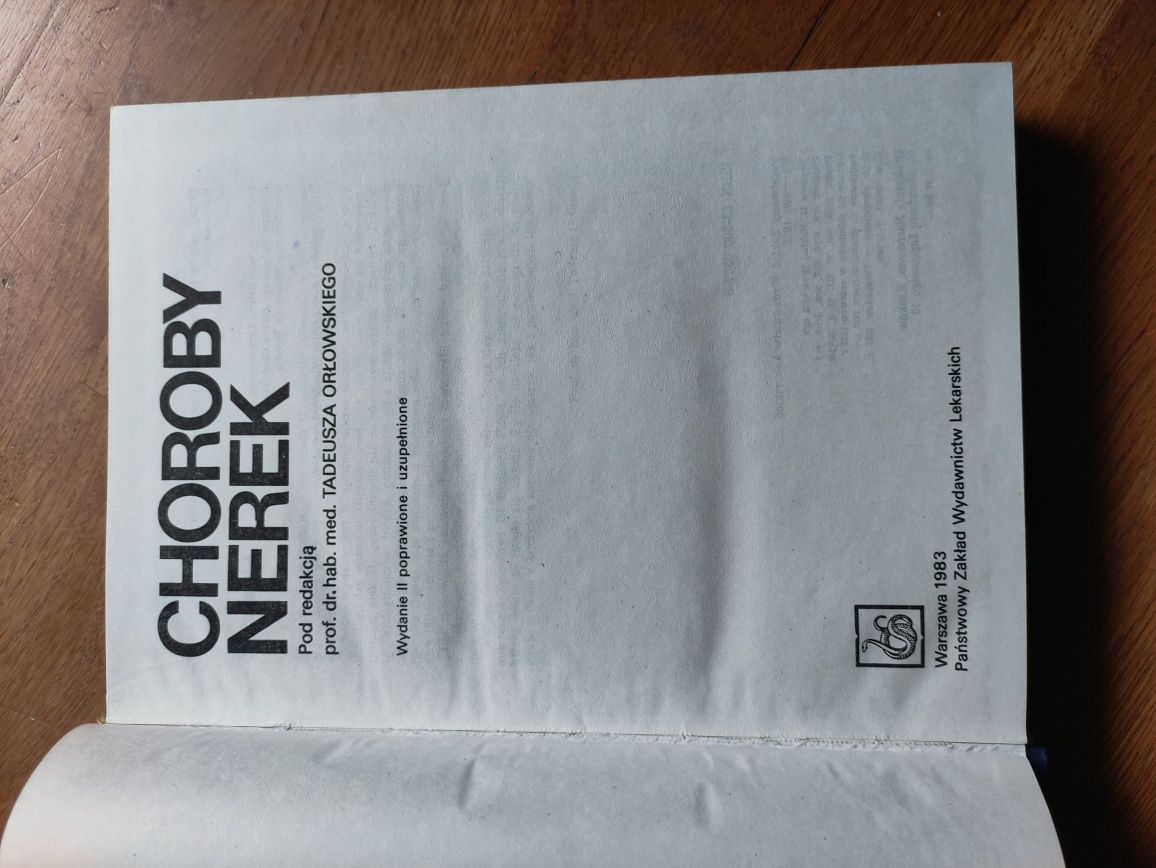 CHOROBY
NEREK
Pod redakcją
prof. dr. hab. med. TADEUSZA ORŁOWSKIEGO
Wydanie II poprawione i uzupełnione
Warszawa 1983
Państwowy Zakład Wydawnictw Lekarskich